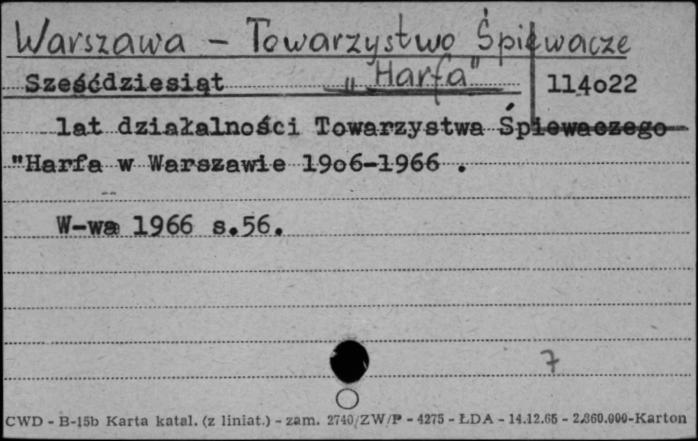 Warszawa - Towarzystwo Śpiewacze
"Harfa"
Sześćdziesiąt 114o22
lat działalności Towarzystwa Śpiewaczego
"Harfa w Warszawie 19o6-1966 .
W-wa 1966 s.56.
7
CWD - B-15b Karta katal. (z liniat.) - zam. 2740/ZW/P - 4275 - ŁDA - 14.12.65 - 2.860.000-Karton